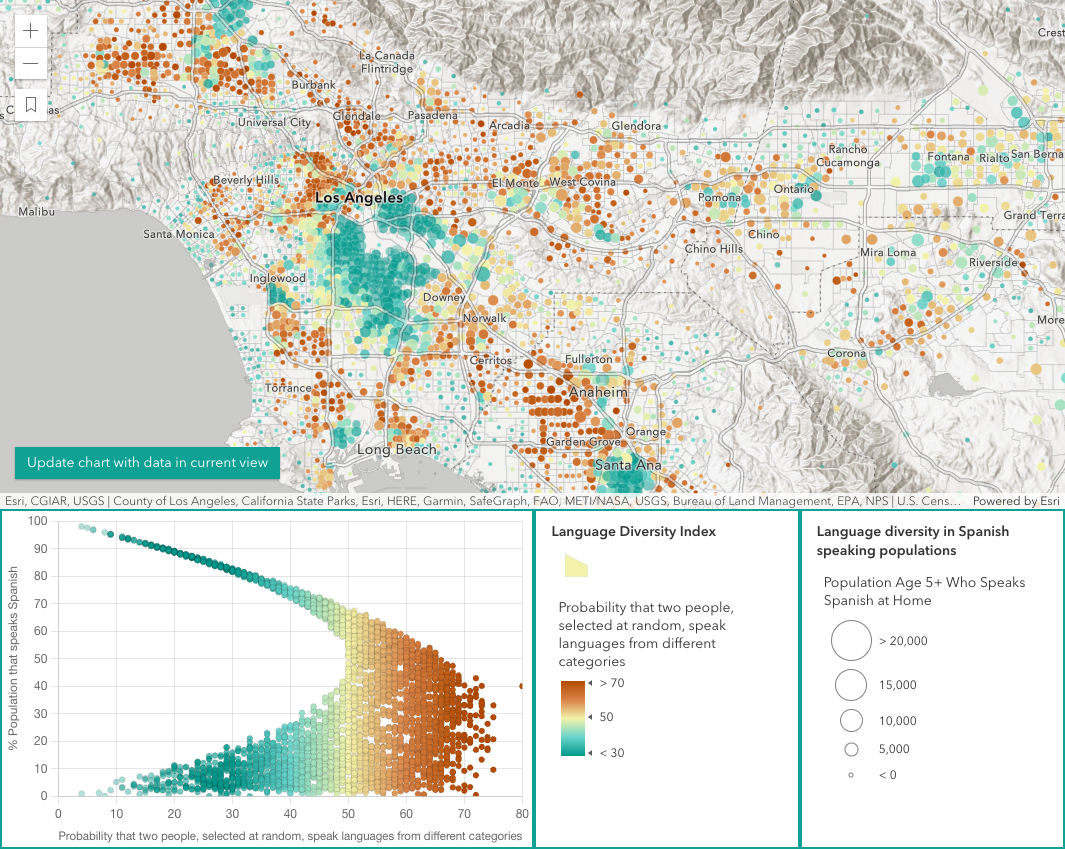 La Canada
Flintridge
Crest
Burbank
as
Universal City
Glendale
Pasadena
Arcadia
Glendora
Rancho
Cucamonga
Fontana
Rialto
San Berna
Beverly Hills
El Monte
West Covina
Pomona
Ontario
Los Angeles
Malibu
Grand Terra
Santa Monica
Chino
Chino Hills
Mira Loma
Riverside
Inglewood
Downey
Norwalk
More
Cerritos
Fullerton
Corona
Torrance
Anaheim
Garden Grove
Orange
Long Beach
Santa Ana
Update chart with data in current view
Esri, CGIAR, USGS | County of Los Angeles, California State Parks, Esri, HERE, Garmin, SafeGraph, FAO, METI/NASA, USGS, Bureau of Land Management, EPA, NPS | U.S. Cens... Powered by Esri
% Population that speaks Spanish
100
90
80
70
60
50
40
30
20
10
0
0 10 20 30 40 50 60 70 80
Probability that two people, selected at random, speak languages from different categories
Language Diversity Index
Probability that two people,
selected at random, speak
languages from different
categories
> 70
50
< 30
Language diversity in Spanish
speaking populations
Population Age 5+ Who Speaks
Spanish at Home
> 20,000
15,000
10,000
5,000
< 0